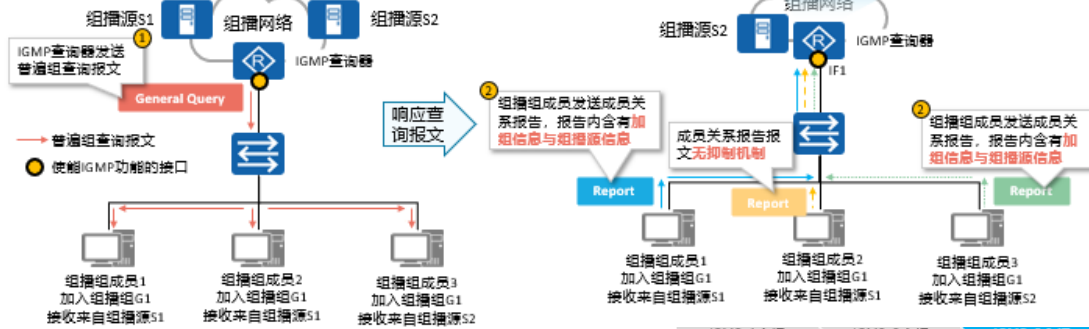 组播源S1
组播网络
组播源S2
IGMP查询器发送
普遍组查询报文
1
R
IGMP查询器
General Query
普遍组查询报文
使能IGMP功能的接口
组播组成员1
加入组播组G1
接收来自组播源S1
组播组成员2
加入组播组G1
接收来自组播源S1
组播组成员3
加入组播组G1
接收来自组播源S2
响应查
询报文
组播网络
组播源S2
R
IGMP查询器
IF1
2
组播组成员发送成员关
系报告，报告内含有加
组信息与组播源信息
成员关系报告报
文无抑制机制
2
组播组成员发送成员关
系报告，报告内含有加
组信息与组播源信息
Report
Report
Report
组播组成员1
加入组播组G1
接收来自组播源S1
组播组成员2
加入组播组G1
接收来自组播源S1
组播组成员3
加入组播组G1
接收来自组播源S2